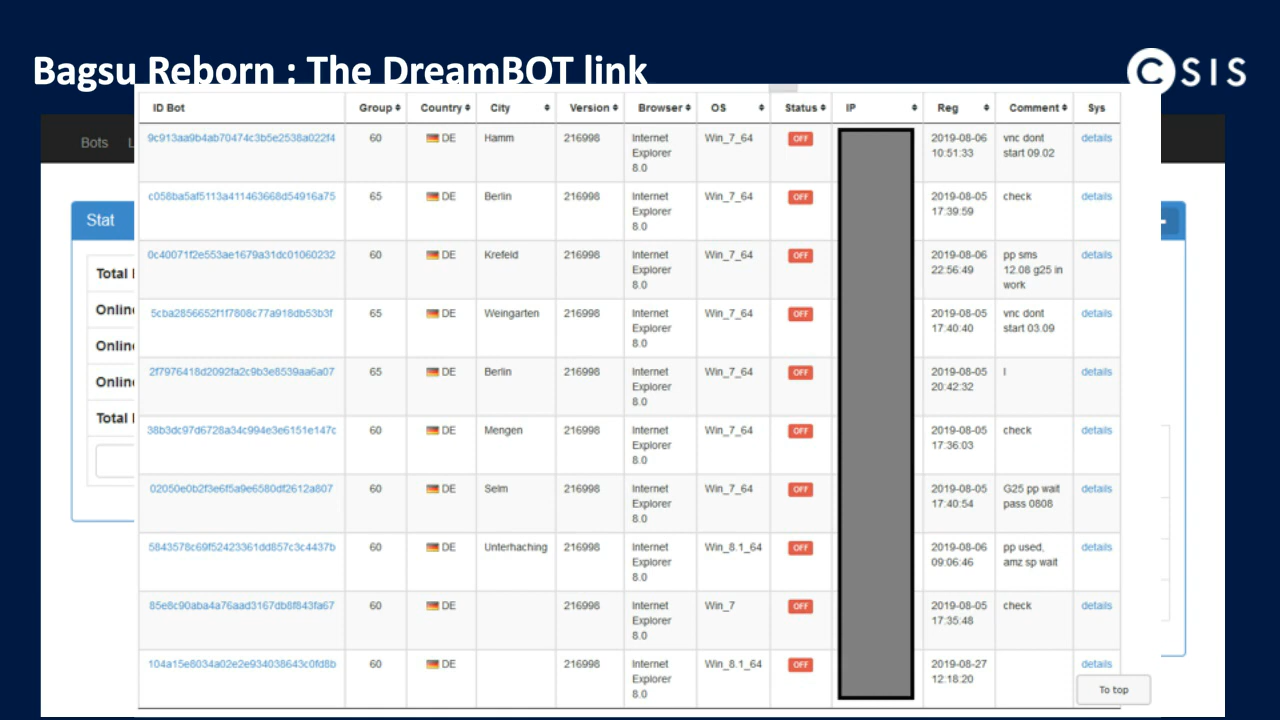 Bagsu Reborn : The DreamBOT link
CSIS
Bots
Stat
Total
Online
Online
Online
Total
ID Bot Group Country City Version Browser OS Status IP Reg Comment Sys
9c913aa9b4ab70474c3b5e2538a022f4 60 DE Hamm 216998 Internet Explorer 8.0 Win_7_64 OFF 2019-08-06 10:51:33 vnc dont start 09.02 details
c058ba5af5113a411463668d54916a75 65 DE Berlin 216998 Internet Explorer 8.0 Win_7_64 OFF 2019-08-05 17:39:59 check details
0c40071f2e553ae1679a31dc01060232 60 DE Krefeld 216998 Internet Explorer 8.0 Win_7_64 OFF 2019-08-06 22:56:49 pp sms 12.08 g25 in work details
5cba2856652f1f7808c77a918db53b3f 65 DE Weingarten 216998 Internet Explorer 8.0 Win_7_64 OFF 2019-08-05 17:40:40 vnc dont start 03.09 details
2f7976418d2092fa2c9b3e8539aa6a07 65 DE Berlin 216998 Internet Explorer 8.0 Win_7_64 OFF 2019-08-05 20:42:32 l details
38b3dc97d6728a34c994e3e6151e147c 60 DE Mengen 216998 Internet Explorer 8.0 Win_7_64 OFF 2019-08-05 17:36:03 check details
02050e0b2f3e6f5a9e6580df2612a807 60 DE Selm 216998 Internet Explorer 8.0 Win_7_64 OFF 2019-08-05 17:40:54 G25 pp wait pass 0808 details
5843578c69f52423361dd857c3c4437b 60 DE Unterhaching 216998 Internet Explorer 8.0 Win_8.1_64 OFF 2019-08-06 09:06:46 pp used, amz sp wait details
85e8c90aba4a76aad3167db8f843fa67 60 DE 216998 Internet Explorer 8.0 Win_7 OFF 2019-08-05 17:35:48 check details
104a15e8034a02e2e934038643c0fd8b 60 DE 216998 Internet Explorer 8.0 Win_8.1_64 OFF 2019-08-27 12:18:20 details
To top